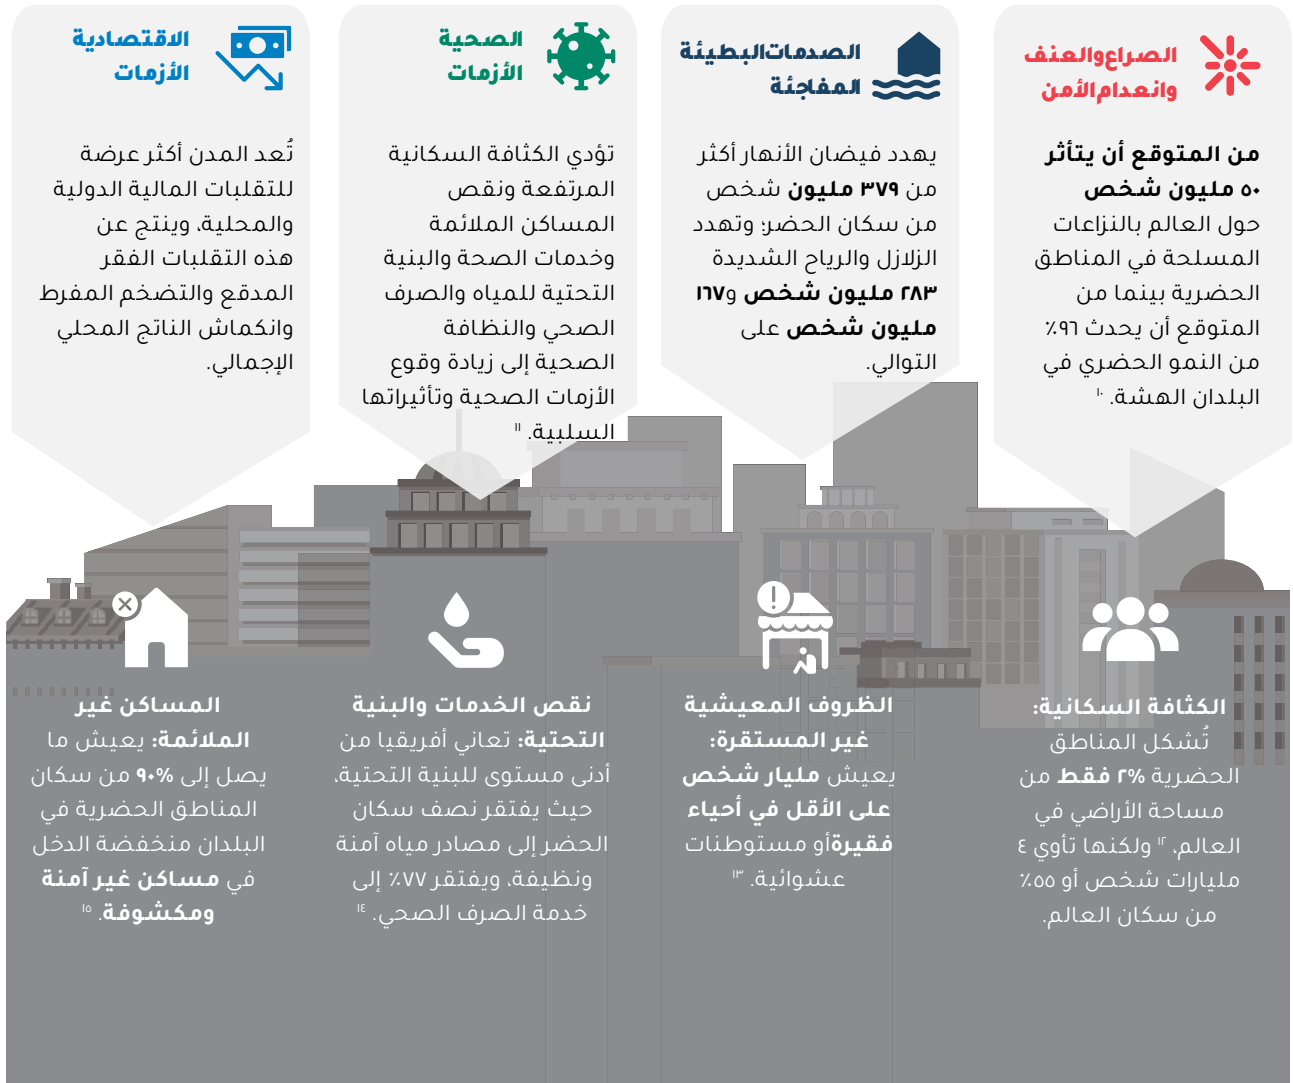 الصراع والعنف
وانعدام الأمن
من المتوقع أن يتأثر
٥٠ مليون شخص
حول العالم بالنزاعات
المسلحة في المناطق
الحضرية بينما من
المتوقع أن يحدث ٩٦٪
من النمو الحضري في
البلدان الهشة. ١٠
الصدمات البطيئة
المفاجئة
يهدد فيضان الأنهار أكثر
من ٣٧٩ مليون شخص
من سكان الحضر؛ وتهدد
الزلازل والرياح الشديدة
٢٨٣ مليون شخص و١٦٧
مليون شخص على
التوالي.
الصحية
الأزمات
تؤدي الكثافة السكانية
المرتفعة ونقص
المساكن الملائمة
وخدمات الصحة والبنية
التحتية للمياه والصرف
الصحي والنظافة
الصحية إلى زيادة وقوع
الأزمات الصحية وتأثيراتها
السلبية. ١١
الاقتصادية
الأزمات
تُعد المدن أكثر عرضة
للتقلبات المالية الدولية
والمحلية، وينتج عن
هذه التقلبات الفقر
المدقع والتضخم المفرط
وانكماش الناتج المحلي
الإجمالي.
الكثافة السكانية:
تُشكل المناطق
الحضرية ٢% فقط من
مساحة الأراضي في
العالم، ١٢ ولكنها تأوي ٤
مليارات شخص أو ٥٥٪
من سكان العالم.
الظروف المعيشية
غير المستقرة:
يعيش مليار شخص
على الأقل في أحياء
فقيرة أو مستوطنات
عشوائية. ١٣
نقص الخدمات والبنية
التحتية: تعاني أفريقيا من
أدنى مستوى للبنية التحتية،
حيث يفتقر نصف سكان
الحضر إلى مصادر مياه آمنة
ونظيفة، ويفتقر ٧٧٪ إلى
خدمة الصرف الصحي. ١٤
المساكن غير
الملائمة: يعيش ما
يصل إلى ٩٠% من سكان
المناطق الحضرية في
البلدان منخفضة الدخل
في مساكن غير آمنة
ومكشوفة. ١٥